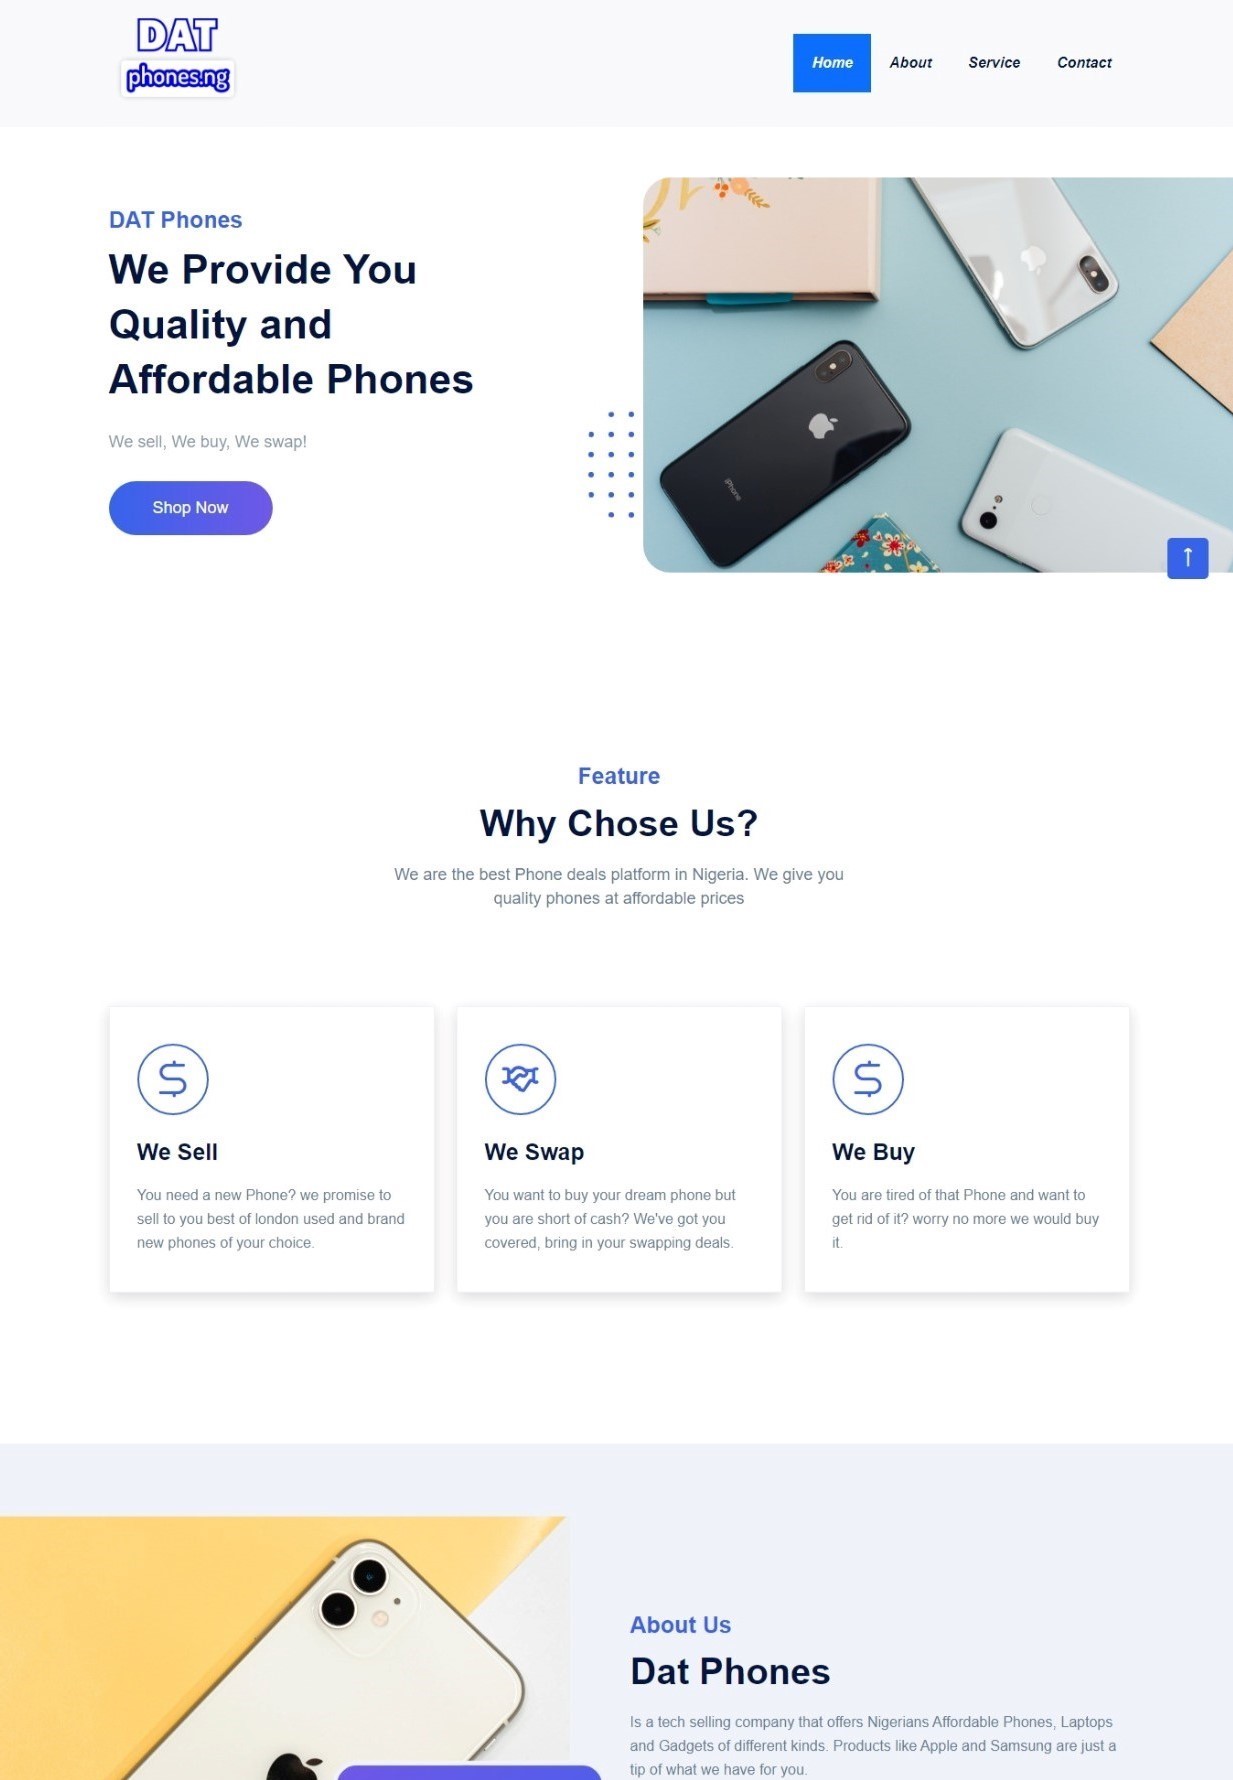 DAT
phones.ng
Home About Service Contact
DAT Phones
We Provide You
Quality and
Affordable Phones
We sell, We buy, We swap!
Shop Now
iPhone
Feature
Why Chose Us?
We are the best Phone deals platform in Nigeria. We give you
quality phones at affordable prices
We Sell
You need a new Phone? we promise to
sell to you best of london used and brand
new phones of your choice.
We Swap
You want to buy your dream phone but
you are short of cash? We've got you
covered, bring in your swapping deals.
We Buy
You are tired of that Phone and want to
get rid of it? worry no more we would buy
it.
About Us
Dat Phones
Is a tech selling company that offers Nigerians Affordable Phones, Laptops
and Gadgets of different kinds. Products like Apple and Samsung are just a
tip of what we have for you.